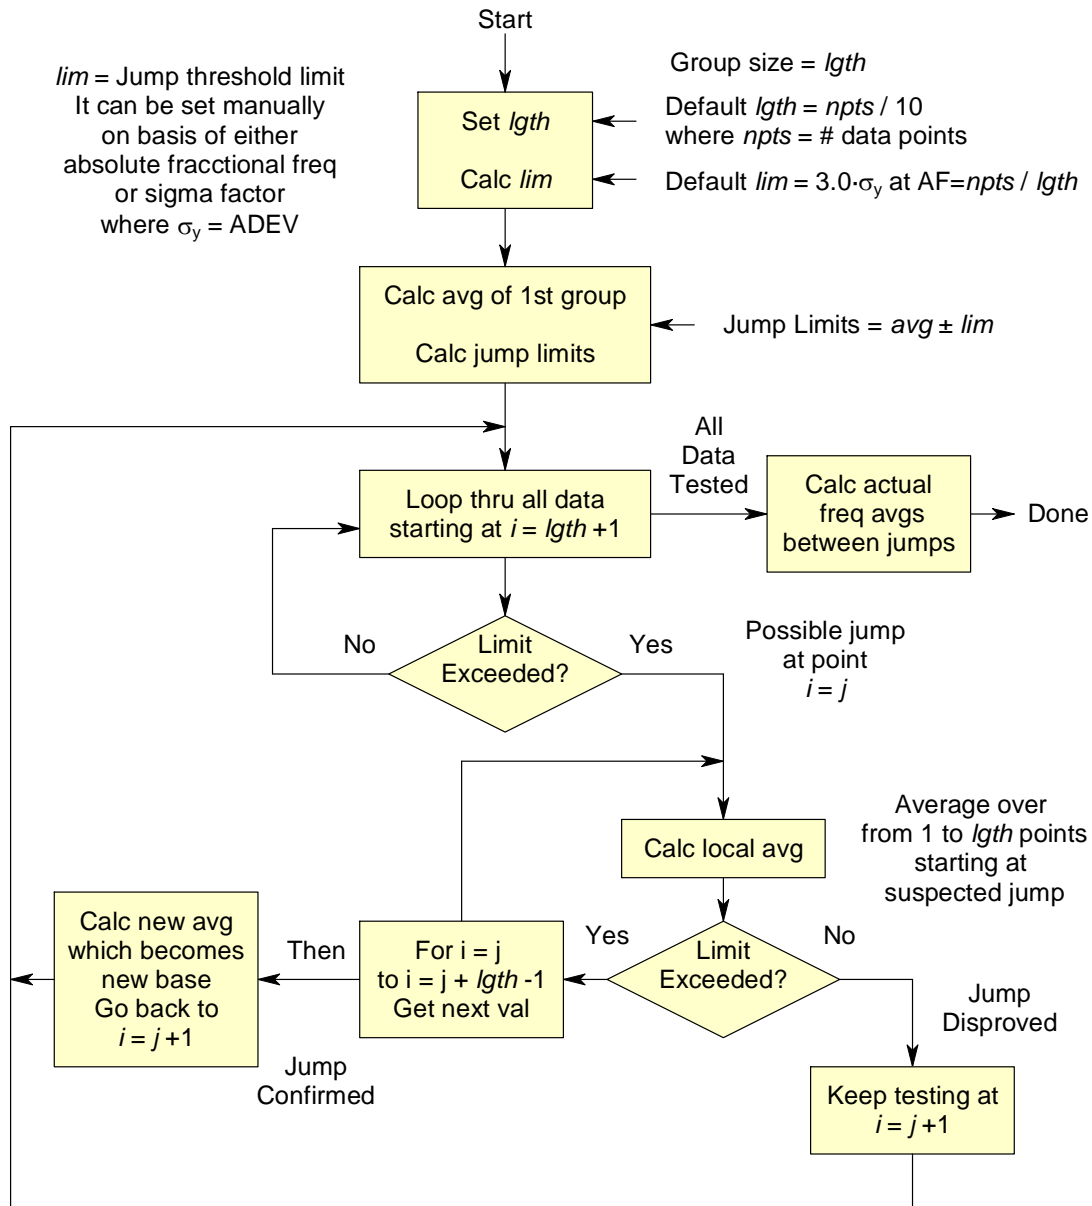 Start
lim = Jump threshold limit
It can be set manually
on basis of either
absolute fracctional freq
or sigma factor
where σy = ADEV
Set lgth
Calc lim
Group size = lgth
Default lgth = npts / 10
where npts = # data points
Default lim = 3.0·σy at AF=npts / lgth
Calc avg of 1st group
Calc jump limits
Jump Limits = avg ± lim
Loop thru all data
starting at i = lgth +1
All
Data
Tested
Calc actual
freq avgs
between jumps
Done
No
Limit
Exceeded?
Yes
Possible jump
at point
i = j
Calc local avg
Average over
from 1 to lgth points
starting at
suspected jump
Calc new avg
which becomes
new base
Go back to
i = j +1
Then
Jump
Confirmed
For i = j
to i = j + lgth -1
Get next val
Yes
Limit
Exceeded?
No
Jump
Disproved
Keep testing at
i = j +1